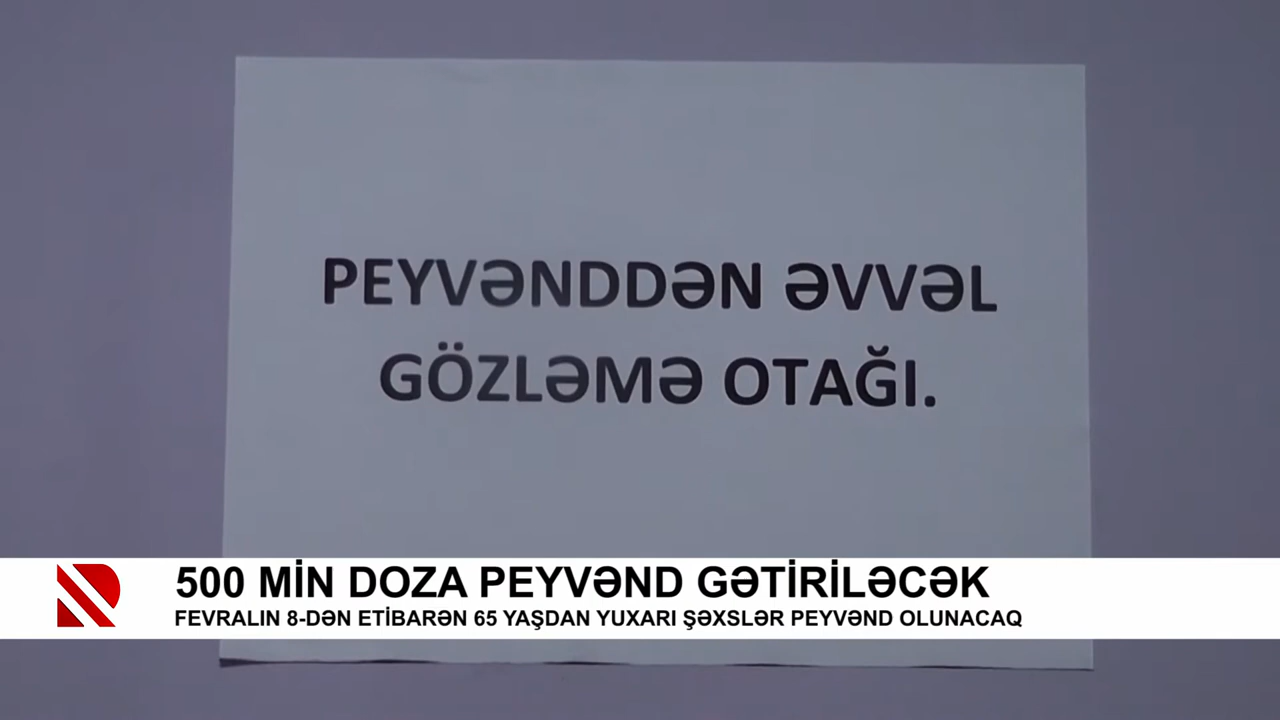 PEYVƏNDDƏN ƏVVƏL
GÖZLƏMƏ OTAĞI.
500 MİN DOZA PEYVƏND GƏTİRİLƏCƏK
FEVRALIN 8-DƏN ETİBARƏN 65 YAŞDAN YUXARI ŞƏXSLƏR PEYVƏND OLUNACAQ